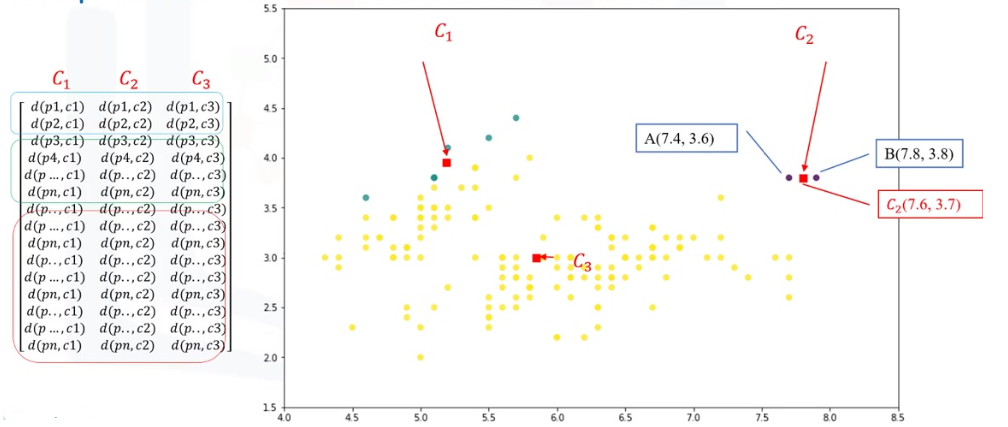 C₁ C₂ C₃
d(p1,c1) d(p1,c2) d(p1,c3)
d(p2,c1) d(p2,c2) d(p2,c3)
d(p3,c1) d(p3,c2) d(p3,c3)
d(p4,c1) d(p4,c2) d(p4,c3)
d(p ...,c1) d(p..,c2) d(p..,c3)
d(pn,c1) d(pn,c2) d(pn,c3)
d(p..,c1) d(p..,c2) d(p..,c3)
d(p ...,c1) d(p..,c2) d(p..,c3)
d(pn,c1) d(pn,c2) d(pn,c3)
d(p..,c1) d(p..,c2) d(p..,c3)
d(p ...,c1) d(p..,c2) d(p..,c3)
d(pn,c1) d(pn,c2) d(pn,c3)
d(p..,c1) d(p..,c2) d(p..,c3)
d(p ...,c1) d(p..,c2) d(p..,c3)
d(pn,c1) d(pn,c2) d(pn,c3)
5.5
5.0
4.5
4.0
3.5
3.0
2.5
2.0
1.5
C₁
C₂
A(7.4, 3.6)
B(7.8, 3.8)
C₂(7.6, 3.7)
C₃
4.0 4.5 5.0 5.5 6.0 6.5 7.0 7.5 8.0 8.5